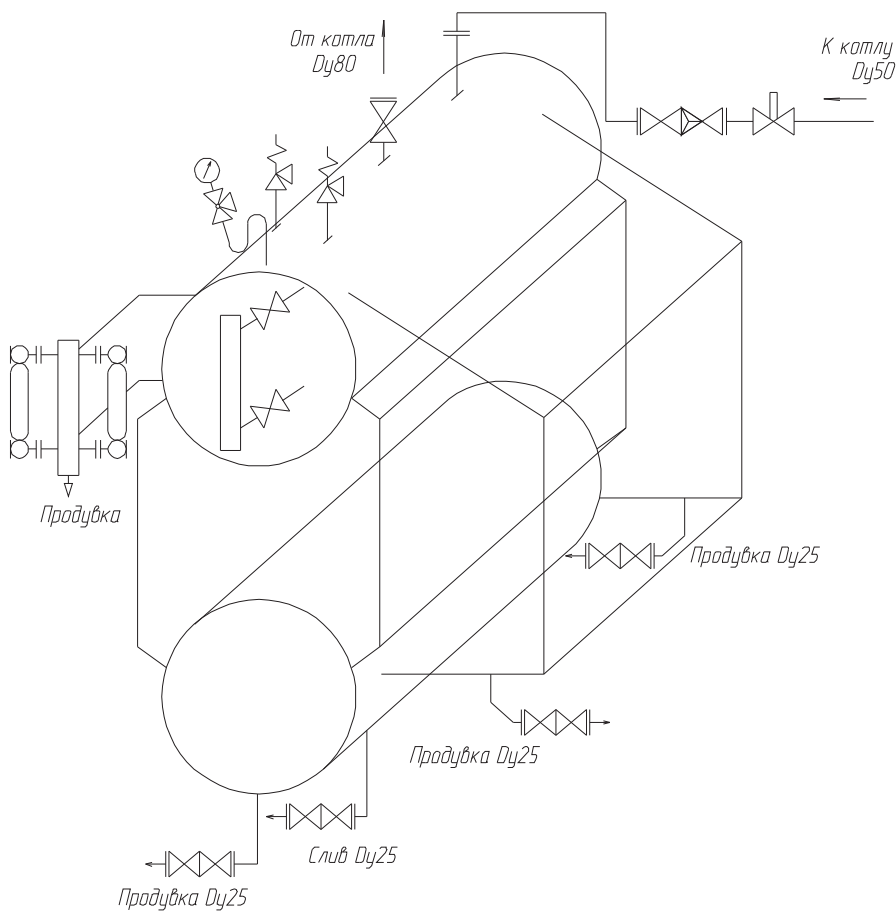 От котла
Dy80
К котлу
Dy50
Продувка
Продувка Dy25
Продувка Dy25
Слив Dy25
Продувка Dy25